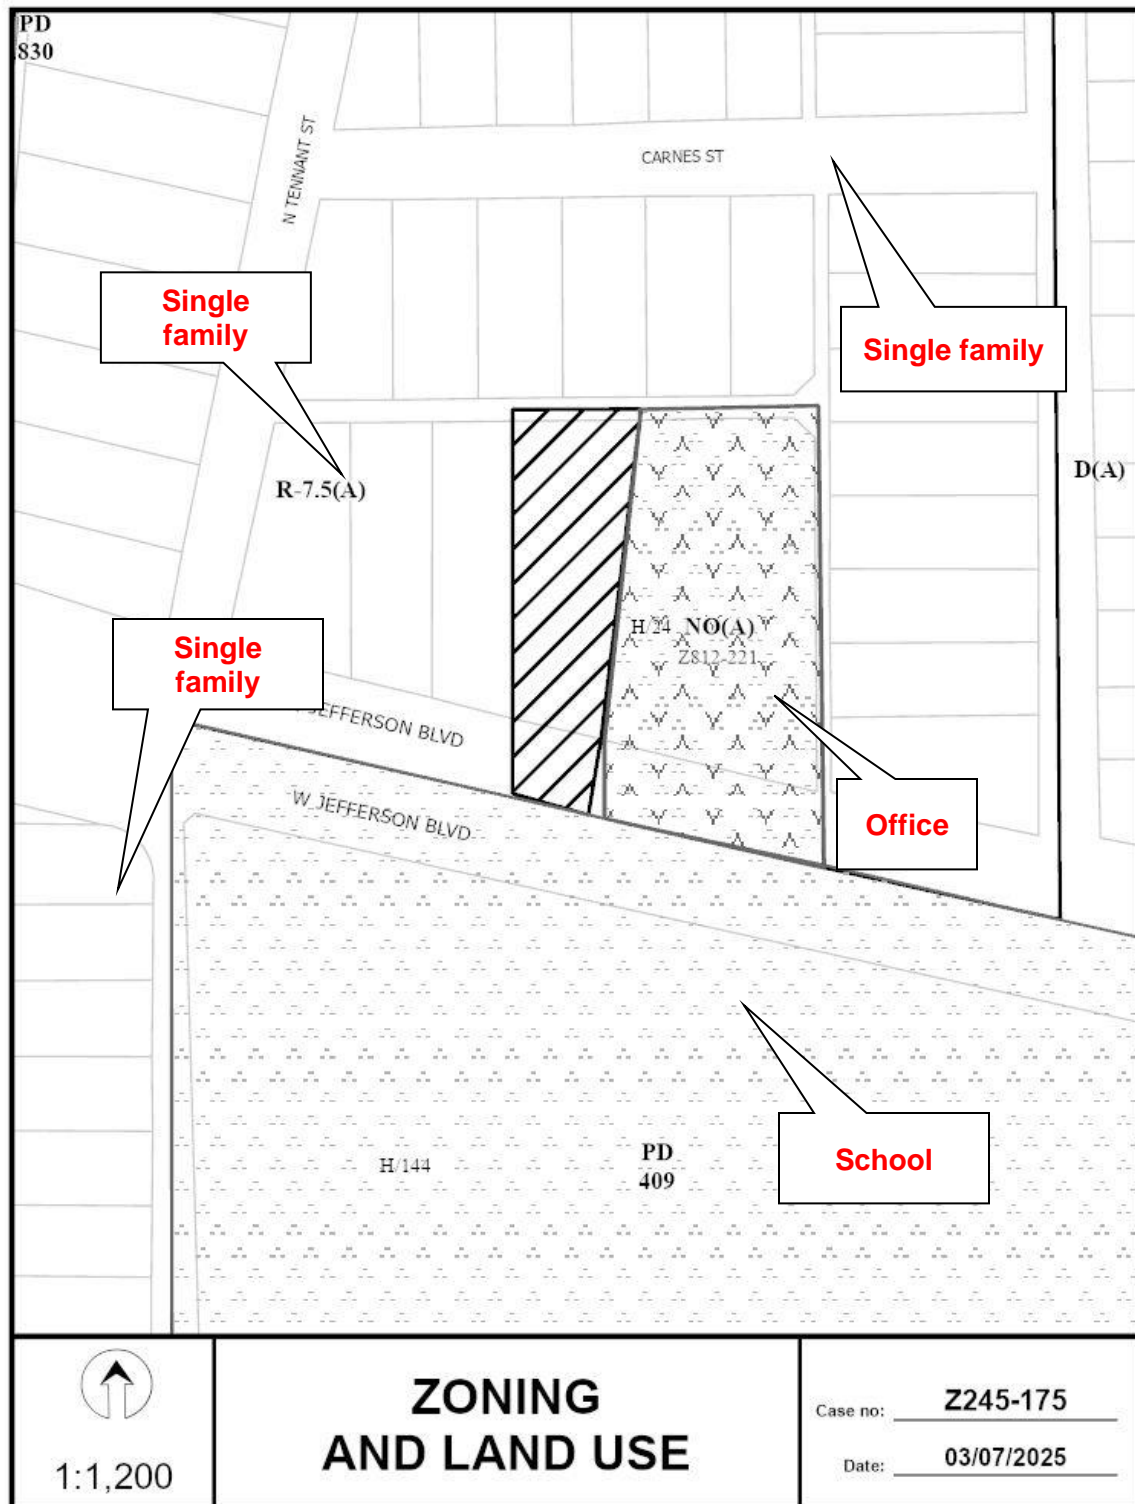 PD
830
N TENNANT ST
CARNES ST
Single
family
Single family
R-7.5(A)
D(A)
H/24 NO(A)
Z812-221
Single
family
JEFFERSON BLVD
W JEFFERSON BLVD
Office
School
H/144
PD
409
1:1,200
ZONING
AND LAND USE
Case no: Z245-175
Date: 03/07/2025